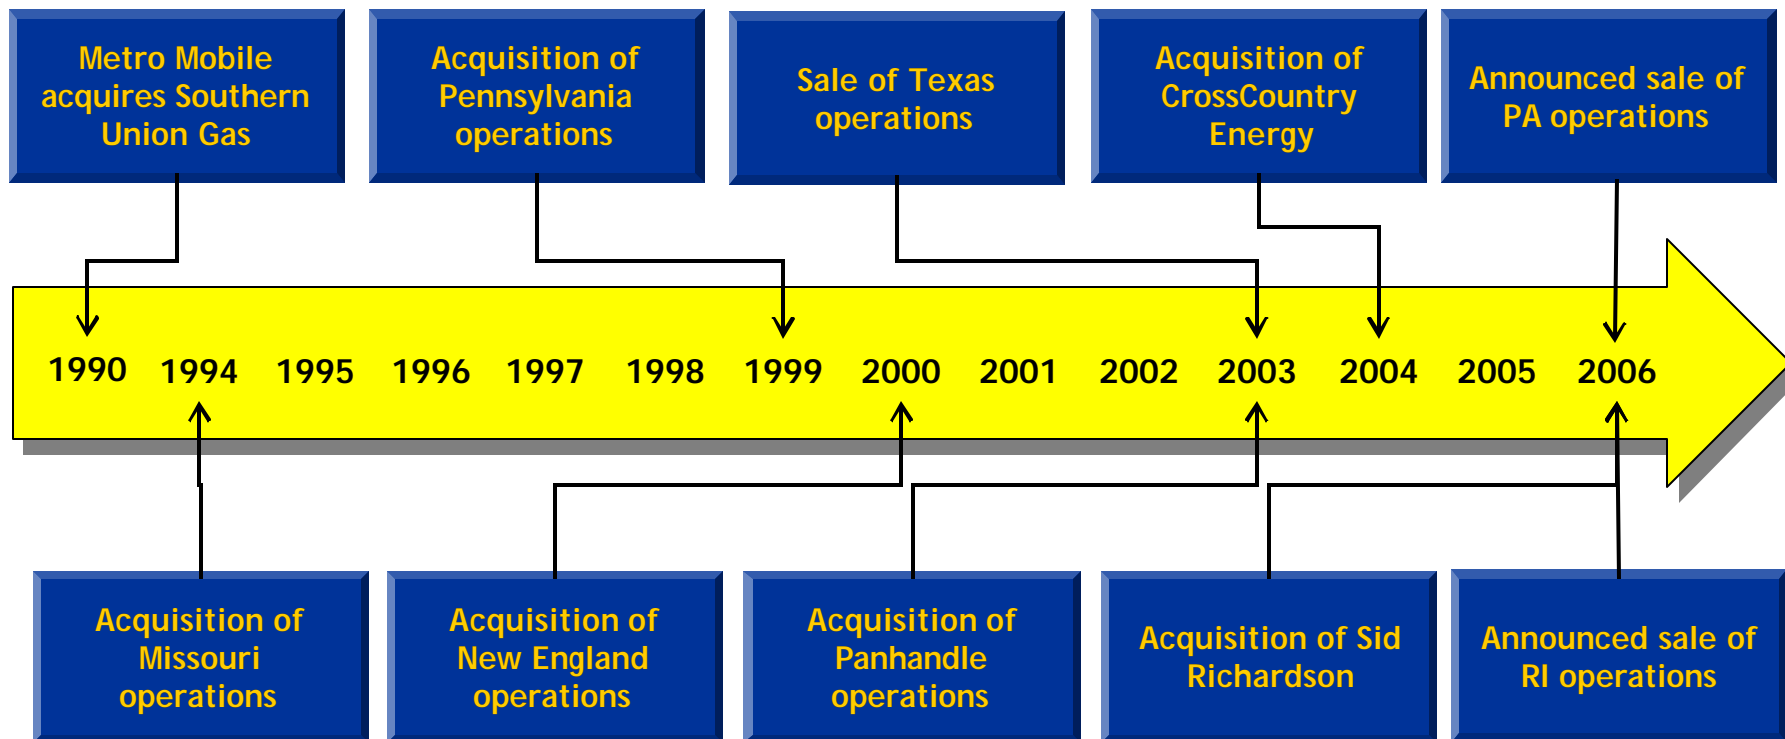 Metro Mobile
acquires Southern
Union Gas
Acquisition of
Pennsylvania
operations
Sale of Texas
operations
Acquisition of
CrossCountry
Energy
Announced sale of
PA operations
1990 1994 1995 1996 1997 1998 1999 2000 2001 2002 2003 2004 2005 2006
Acquisition of
Missouri
operations
Acquisition of
New England
operations
Acquisition of
Panhandle
operations
Acquisition of Sid
Richardson
Announced sale of
RI operations